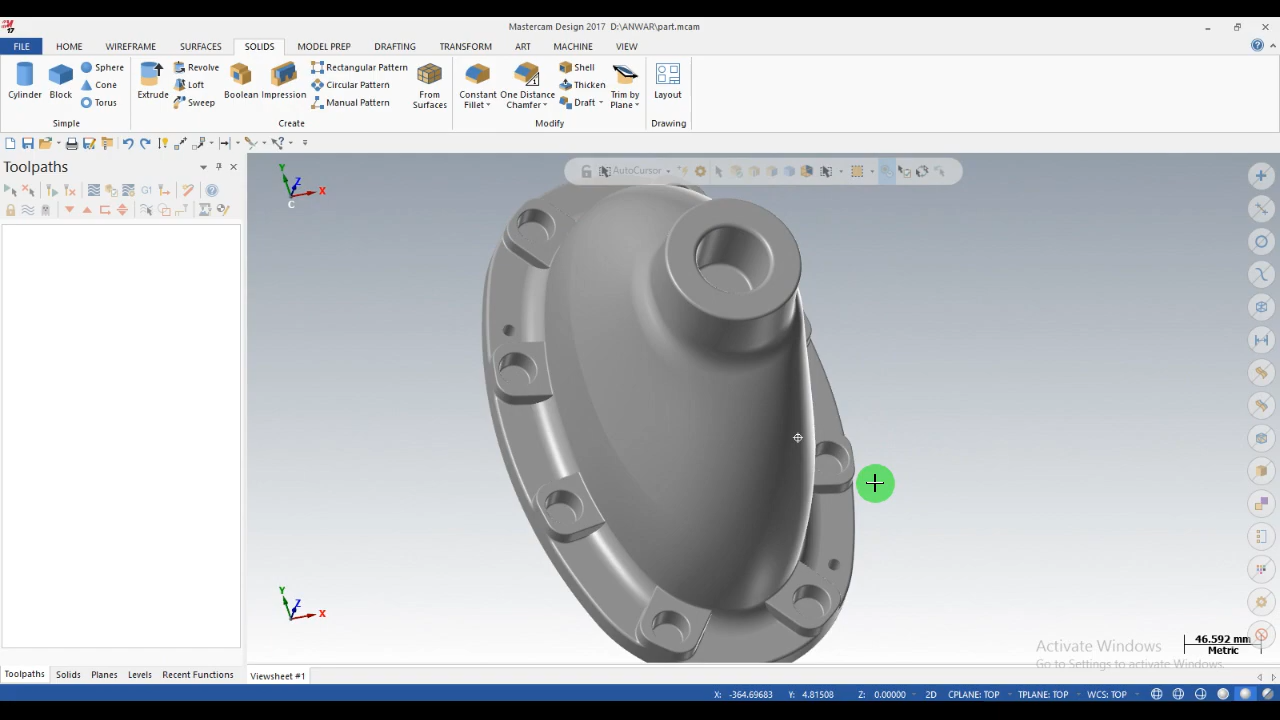 Mastercam Design 2017 D:\ANWAR\part.mcam
17
FILE HOME WIREFRAME SURFACES SOLIDS MODEL PREP DRAFTING TRANSFORM ART MACHINE VIEW
Cylinder Block Sphere Cone Torus
Simple
Extrude Revolve Loft Sweep Boolean Impression Rectangular Pattern Circular Pattern Manual Pattern From Surfaces
Create
Constant Fillet One Distance Chamfer Shell Thicken Draft Trim by Plane
Modify
Layout
Drawing
Toolpaths
AutoCursor
G1
Y
Z
X
C
Y
Z
X
46.592 mm
Metric
Activate Windows
Go to Settings to activate Windows.
Toolpaths Solids Planes Levels Recent Functions
Viewsheet #1
X: -364.69683 Y: 4.81508 Z: 0.00000 2D CPLANE: TOP TPLANE: TOP WCS: TOP